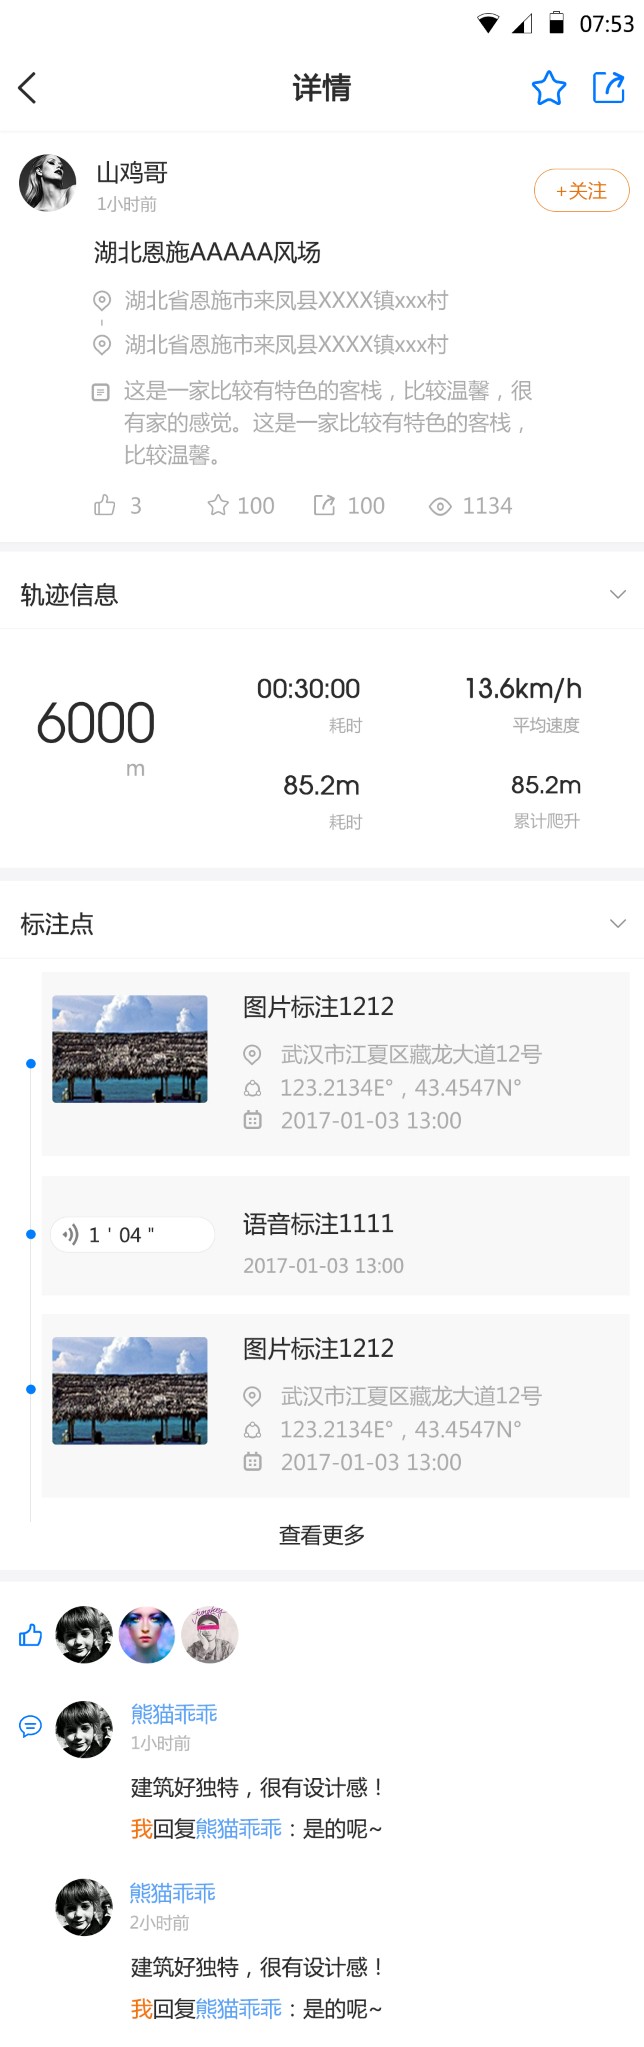 07:53
详情
山鸡哥
1小时前
+关注
湖北恩施AAAAA风场
湖北省恩施市来凤县XXXX镇xxx村
湖北省恩施市来凤县XXXX镇xxx村
这是一家比较有特色的客栈，比较温馨，很
有家的感觉。这是一家比较有特色的客栈，
比较温馨。
3 100 100 1134
轨迹信息
6000
m
00:30:00
耗时
13.6km/h
平均速度
85.2m
耗时
85.2m
累计爬升
标注点
图片标注1212
武汉市江夏区藏龙大道12号
123.2134E°，43.4547N°
2017-01-03 13:00
1 ' 04 "
语音标注1111
2017-01-03 13:00
图片标注1212
武汉市江夏区藏龙大道12号
123.2134E°，43.4547N°
2017-01-03 13:00
查看更多
熊猫乖乖
1小时前
建筑好独特，很有设计感！
我回复熊猫乖乖：是的呢~
熊猫乖乖
2小时前
建筑好独特，很有设计感！
我回复熊猫乖乖：是的呢~